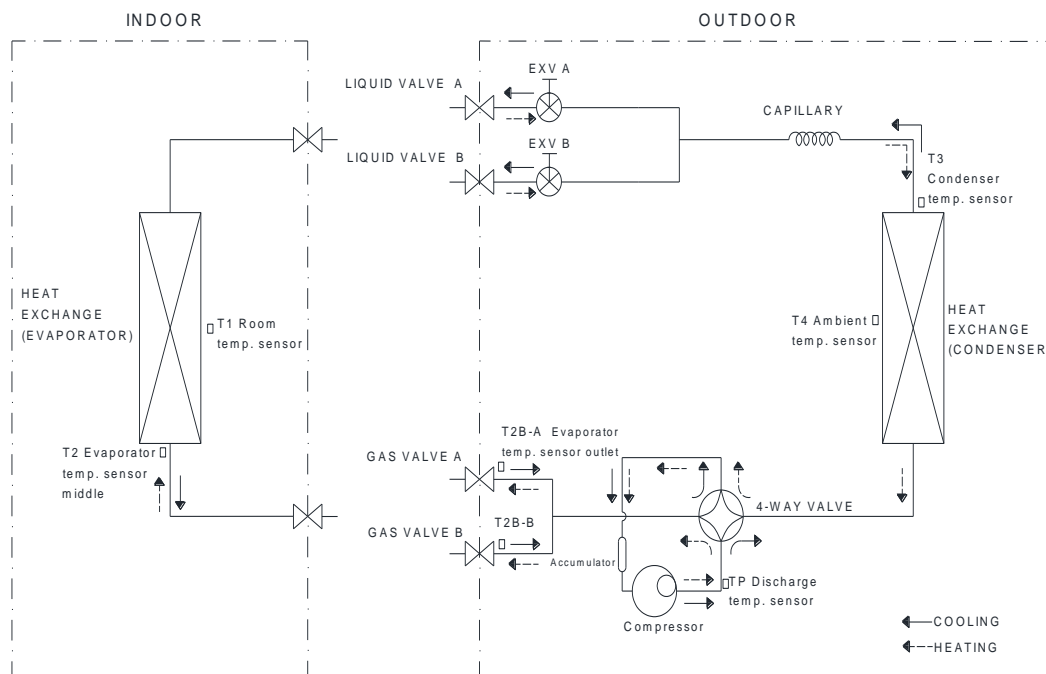 INDOOR
OUTDOOR
LIQUID VALVE A
EXV A
CAPILLARY
LIQUID VALVE B
EXV B
T3
Condenser
temp. sensor
HEAT
EXCHANGE
(EVAPORATOR)
T1 Room
temp. sensor
T4 Ambient
temp. sensor
HEAT
EXCHANGE
(CONDENSER
T2 Evaporator
temp. sensor
middle
GAS VALVE A
T2B-A Evaporator
temp. sensor outlet
GAS VALVE B
T2B-B
4-WAY VALVE
Accumulator
TP Discharge
temp. sensor
Compressor
COOLING
HEATING